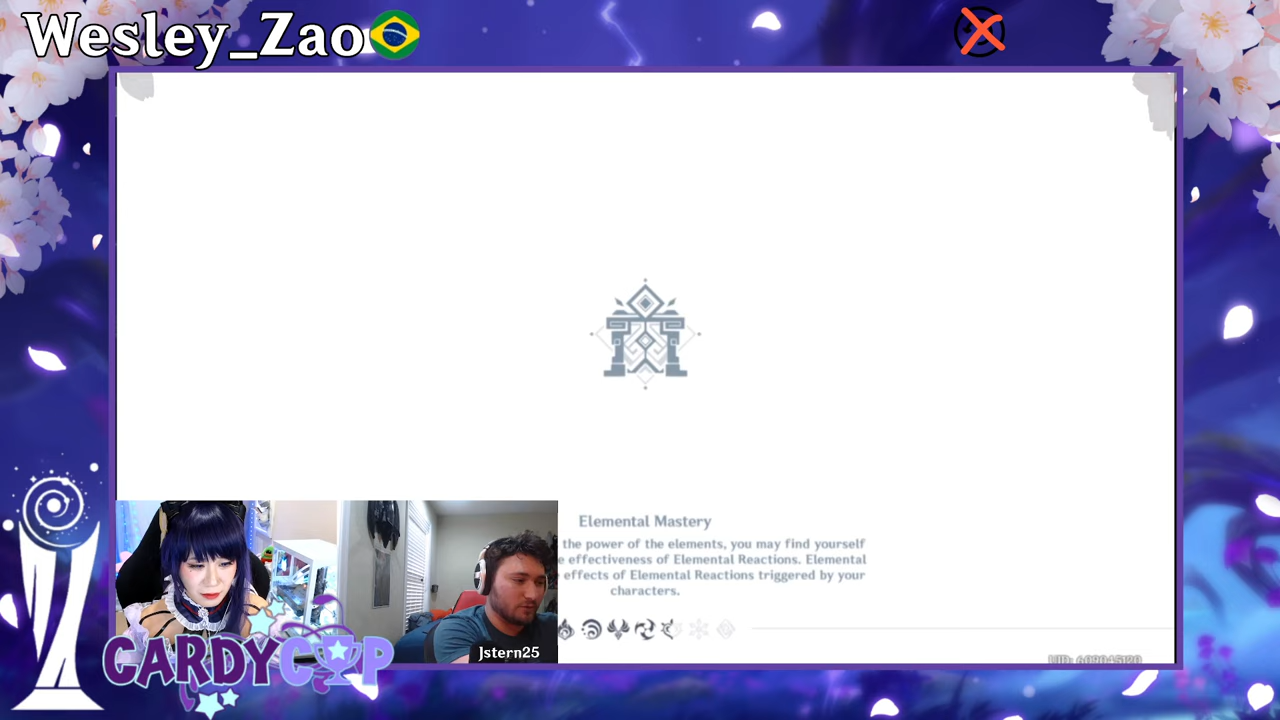 Wesley_Zao
Elemental Mastery
the power of the elements, you may find yourself
effectiveness of Elemental Reactions. Elemental
effects of Elemental Reactions triggered by your
characters.
Jstern25
CARDYCUP
UID: